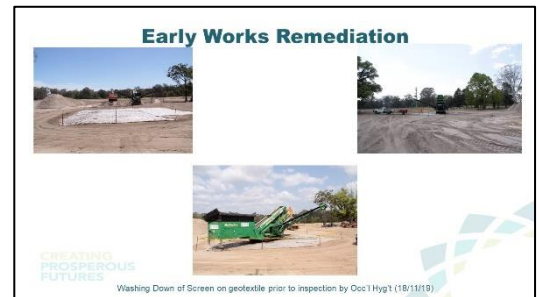 Early Works Remediation
CREATING
PROSPEROUS
FUTURES
Washing Down of Screen on geotextile prior to inspection by Occ'l Hyg't (18/11/19)